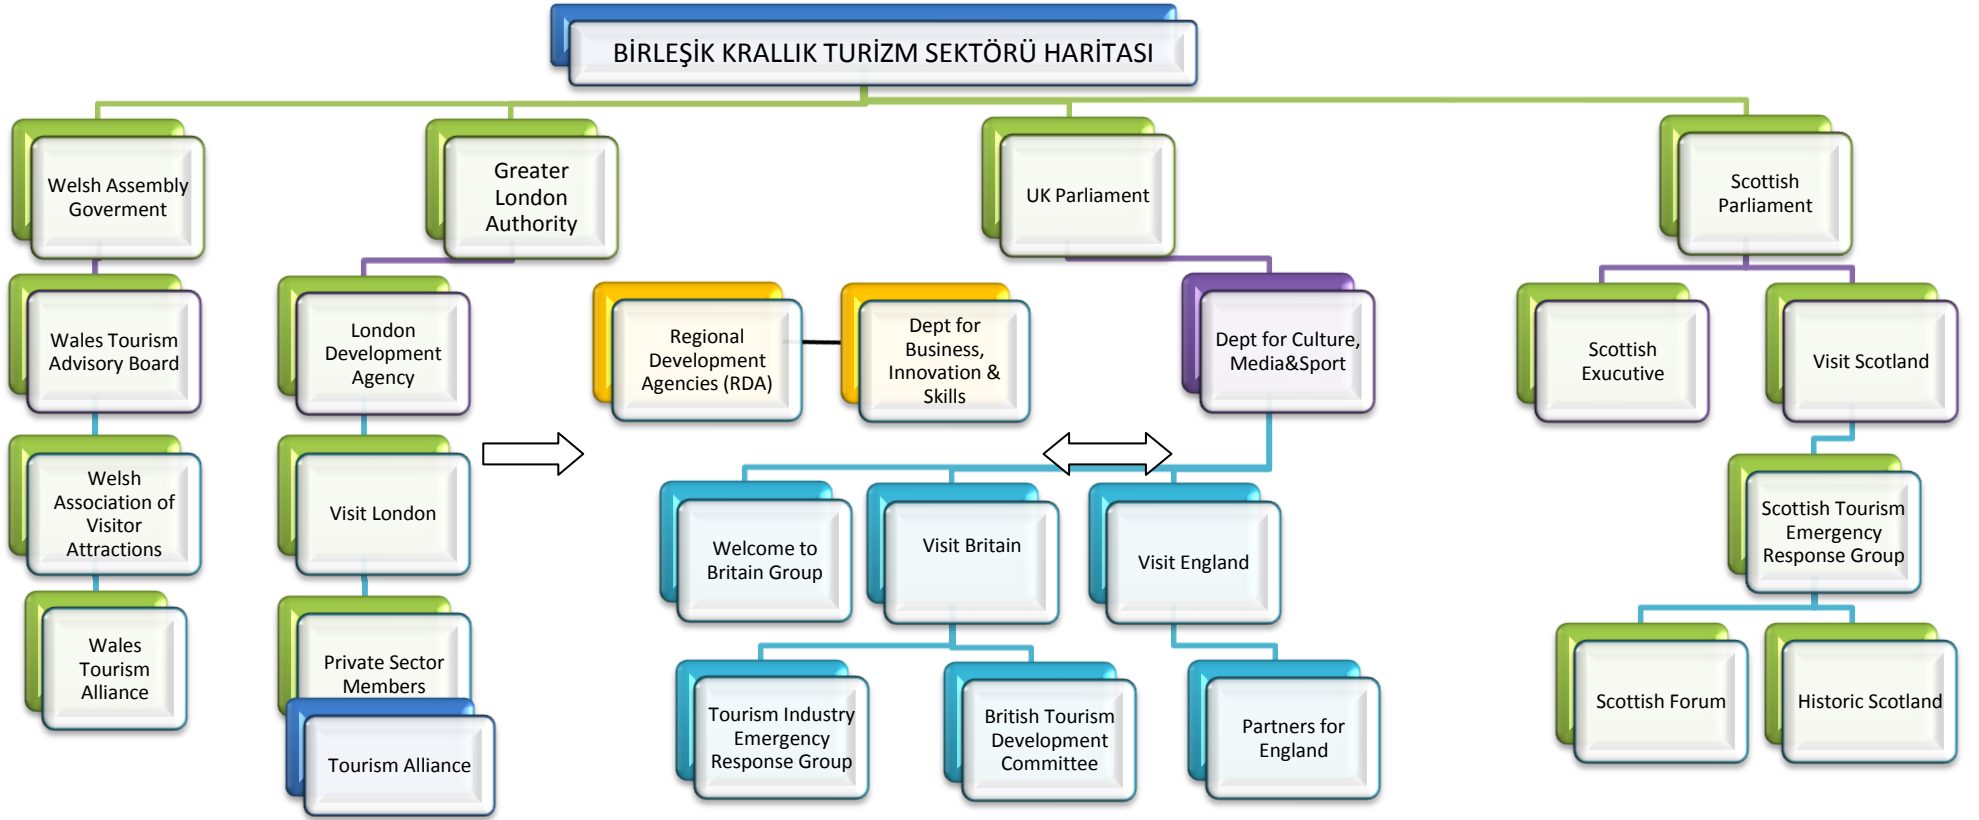 BİRLEŞİK KRALLIK TURİZM SEKTÖRÜ HARİTASI
Welsh Assembly
Goverment
Greater
London
Authority
UK Parliament
Scottish
Parliament
Wales Tourism
Advisory Board
London
Development
Agency
Regional
Development
Agencies (RDA)
Dept for
Business,
Innovation &
Skills
Dept for Culture,
Media&Sport
Scottish
Exucutive
Visit Scotland
Welsh
Association of
Visitor
Attractions
Visit London
Welcome to
Britain Group
Visit Britain
Visit England
Scottish Tourism
Emergency
Response Group
Wales
Tourism
Alliance
Private Sector
Members
Tourism Alliance
Tourism Industry
Emergency
Response Group
British Tourism
Development
Committee
Partners for
England
Scottish Forum
Historic Scotland